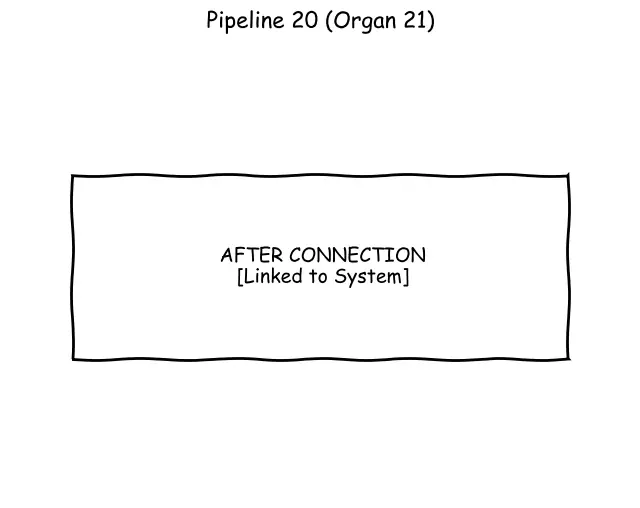 Pipeline 20 (Organ 21)
AFTER CONNECTION
[Linked to System]